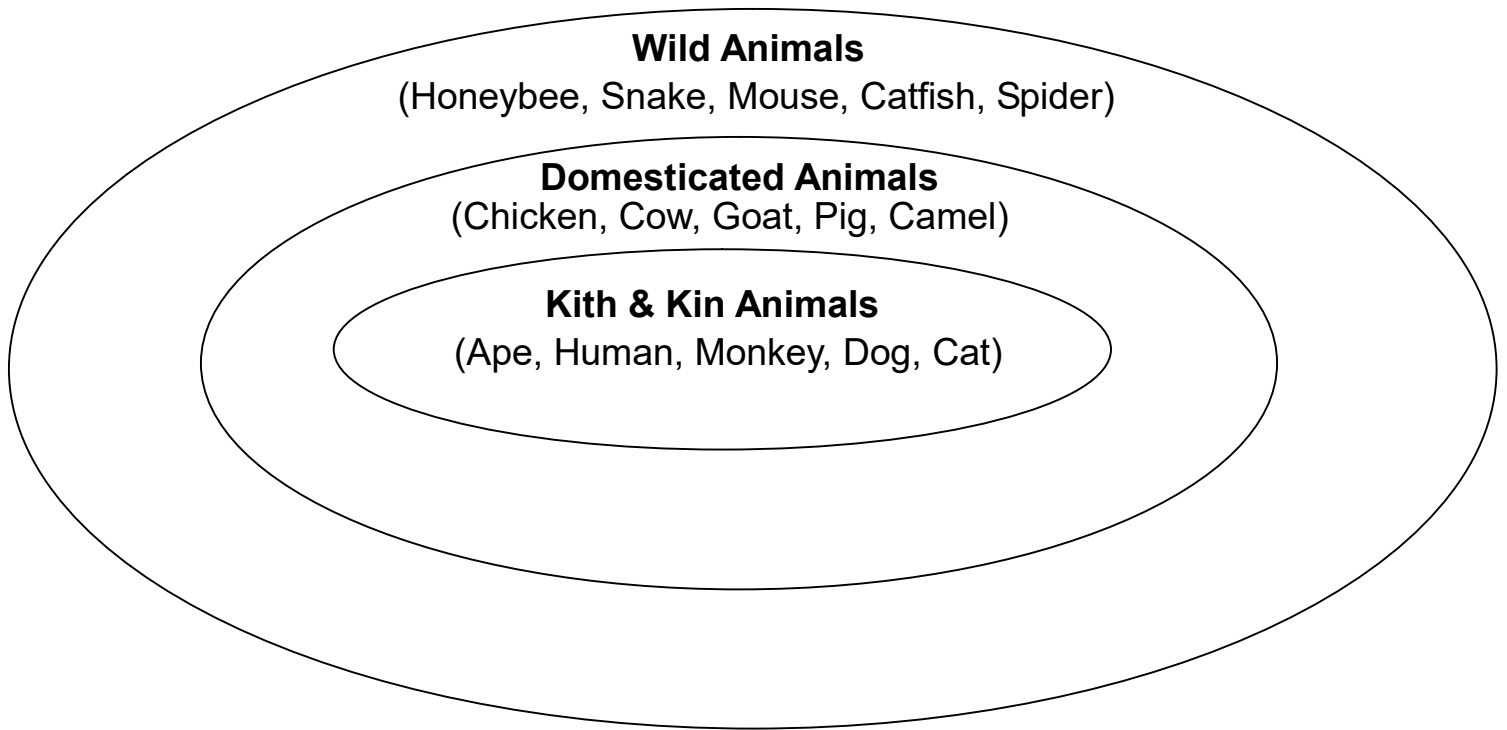 Wild Animals
(Honeybee, Snake, Mouse, Catfish, Spider)
Domesticated Animals
(Chicken, Cow, Goat, Pig, Camel)
Kith & Kin Animals
(Ape, Human, Monkey, Dog, Cat)